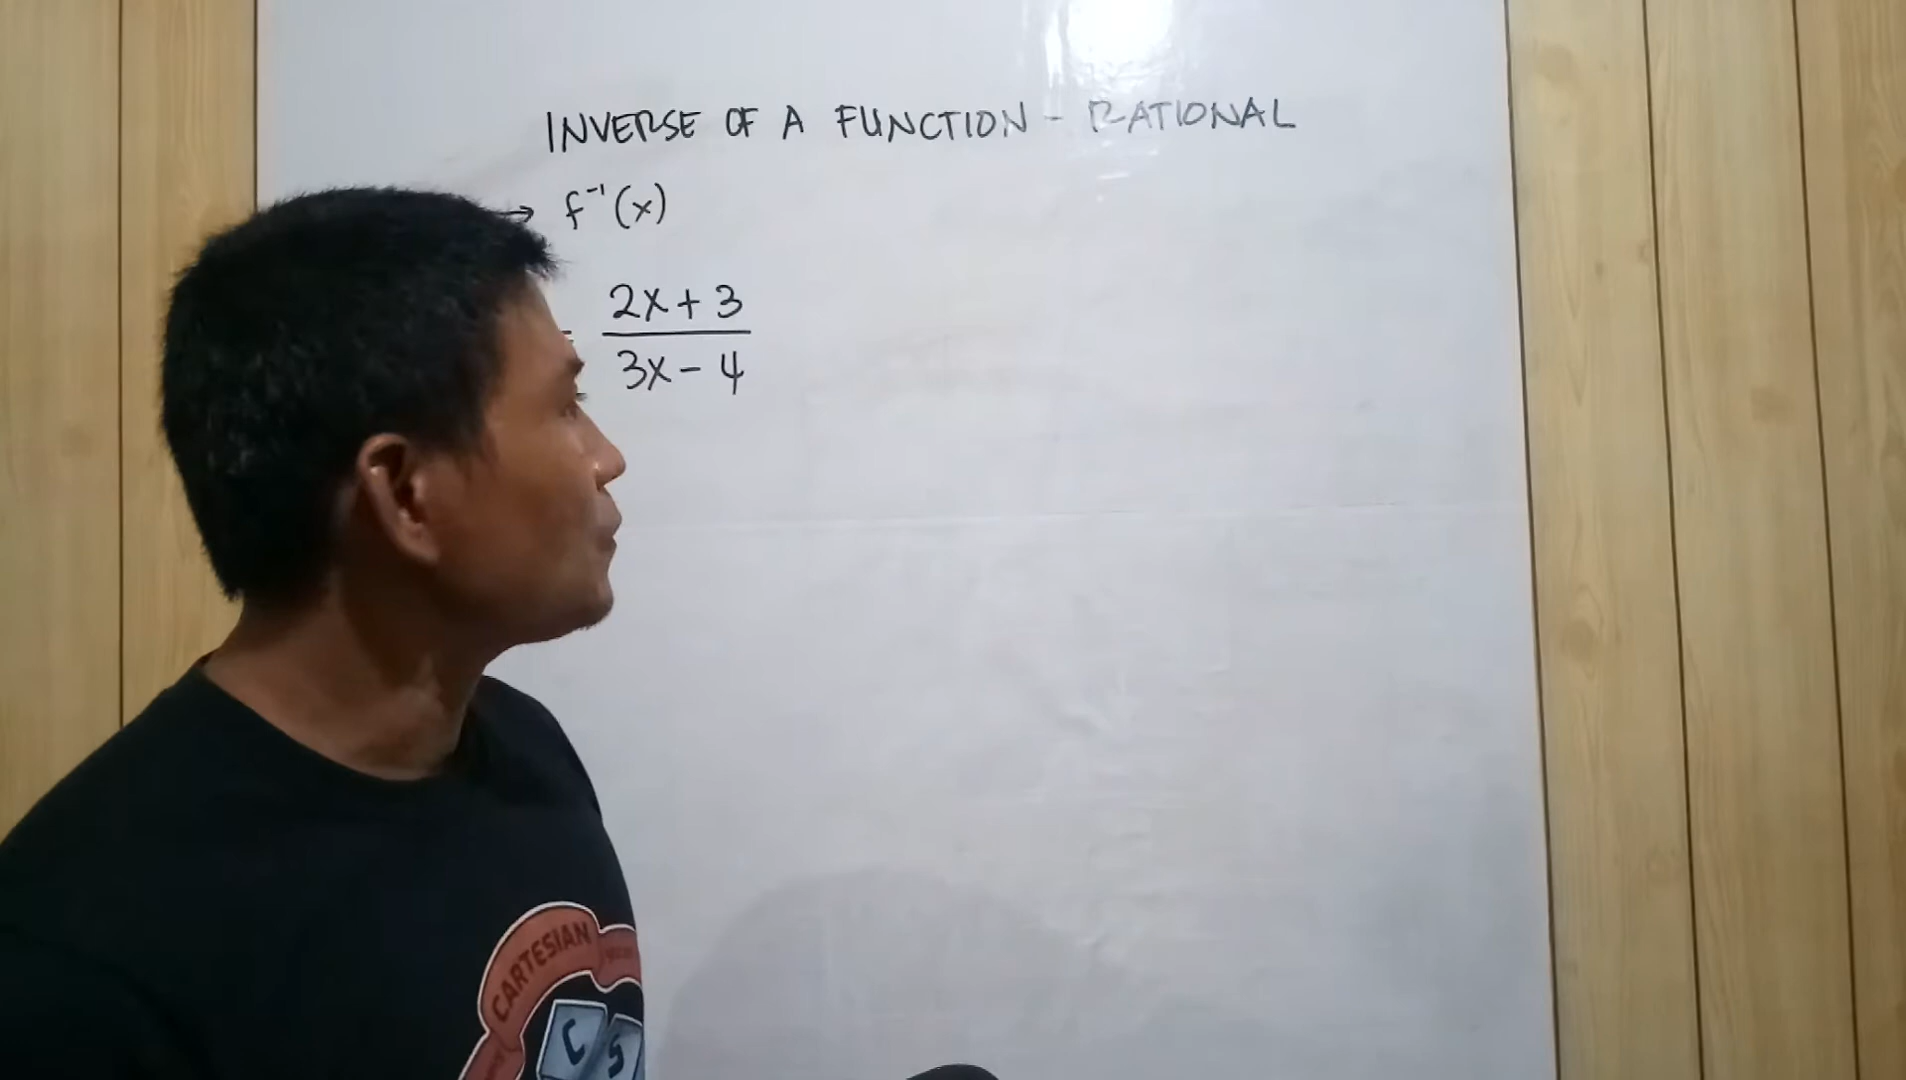 INVERSE OF A FUNCTION - RATIONAL
→ f⁻¹(x)
= 2x + 3
3x - 4
CARTESIAN
C S